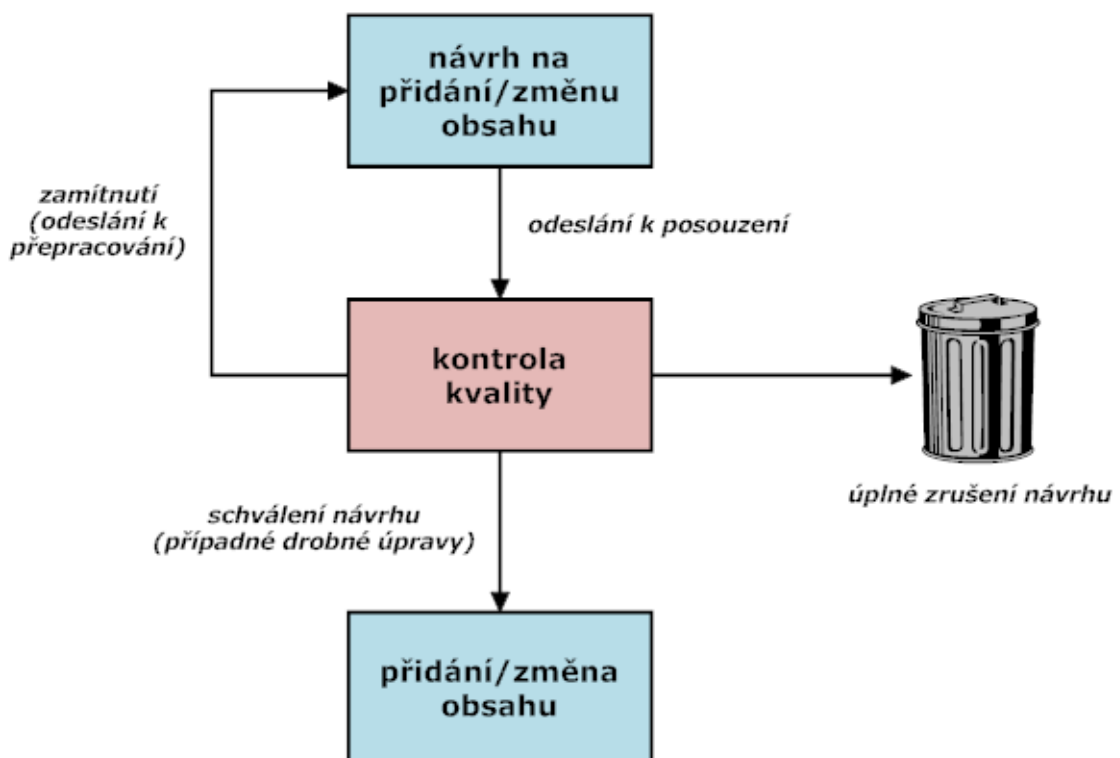 návrh na
přidání/změnu
obsahu
zamítnutí
(odeslání k
přepracování)
odeslání k posouzení
kontrola
kvality
úplné zrušení návrhu
schválení návrhu
(případné drobné úpravy)
přidání/změna
obsahu